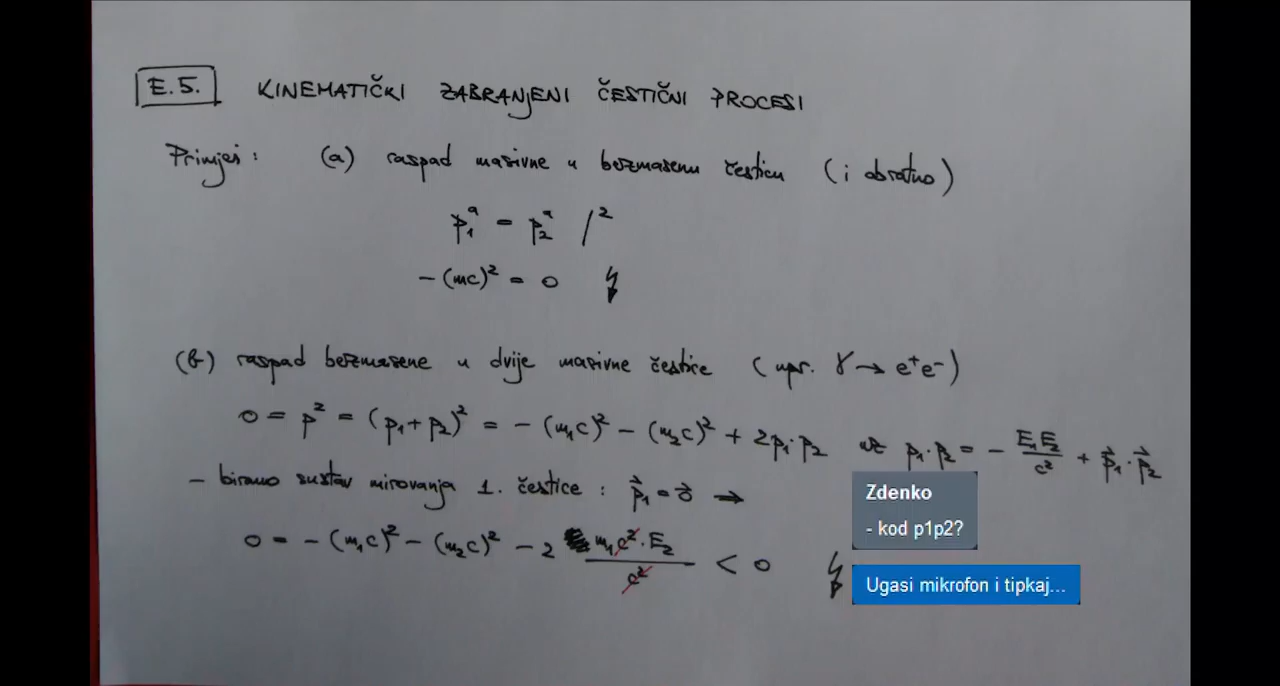 E.5. KINEMATIČKI ZABRANJENI ČESTIČNI PROCESI
Primjeri: (a) raspad masivne u bezmasenu česticu (i obratno)
p₁ᵃ = p₂ᵃ /²
-(mc)² = 0 ↯
(b) raspad bezmasene u dvije masivne čestice (npr. γ → e⁺e⁻)
0 = p² = (p₁+p₂)² = -(m₁c)² - (m₂c)² + 2p₁·p₂ uz p₁·p₂ = - E₁E₂/c² + p⃗₁·p⃗₂
- biramo sustav mirovanja 1. čestice: p⃗₁ = 0⃗ →
0 = -(m₁c)² - (m₂c)² - 2 m₁c²·E₂/c² < 0 ↯
Zdenko
- kod p1p2?
Ugasi mikrofon i tipkaj...